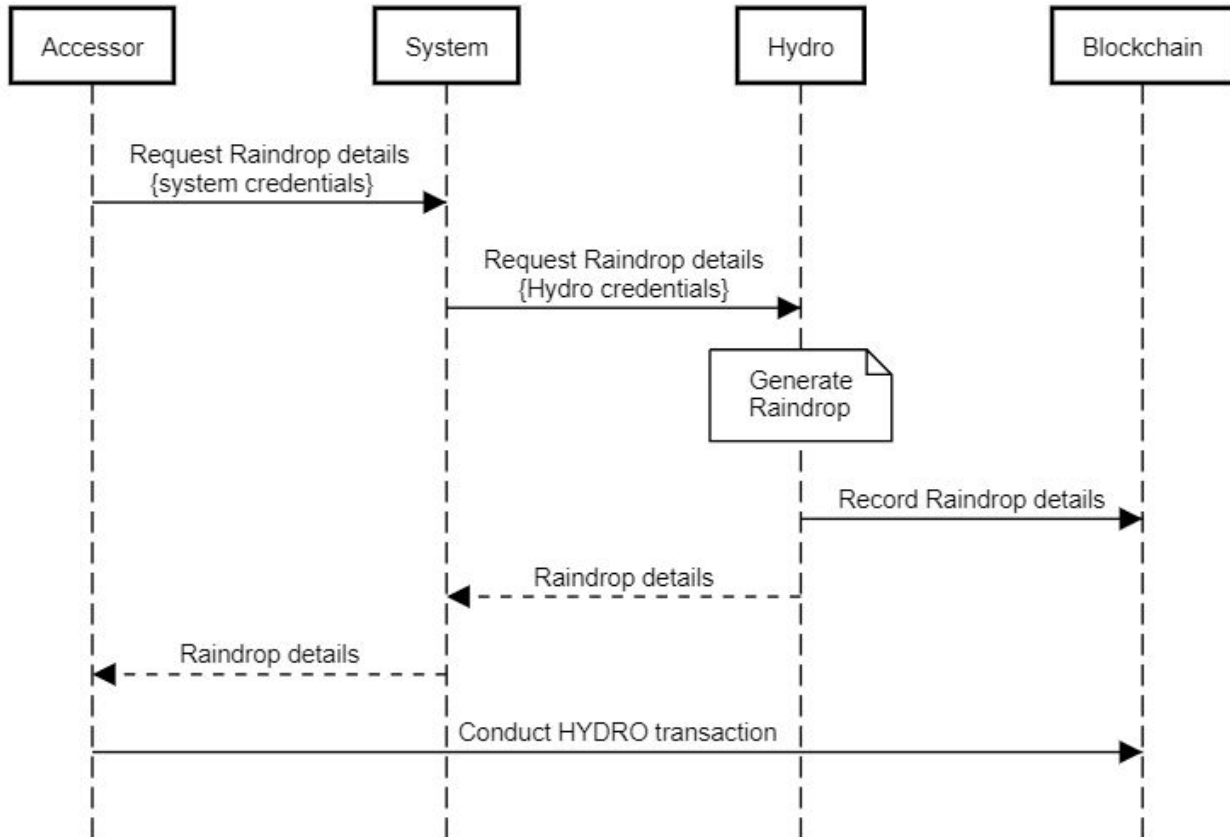 Accessor
System
Hydro
Blockchain
Request Raindrop details
{system credentials}
Request Raindrop details
{Hydro credentials}
Generate
Raindrop
Record Raindrop details
Raindrop details
Raindrop details
Conduct HYDRO transaction